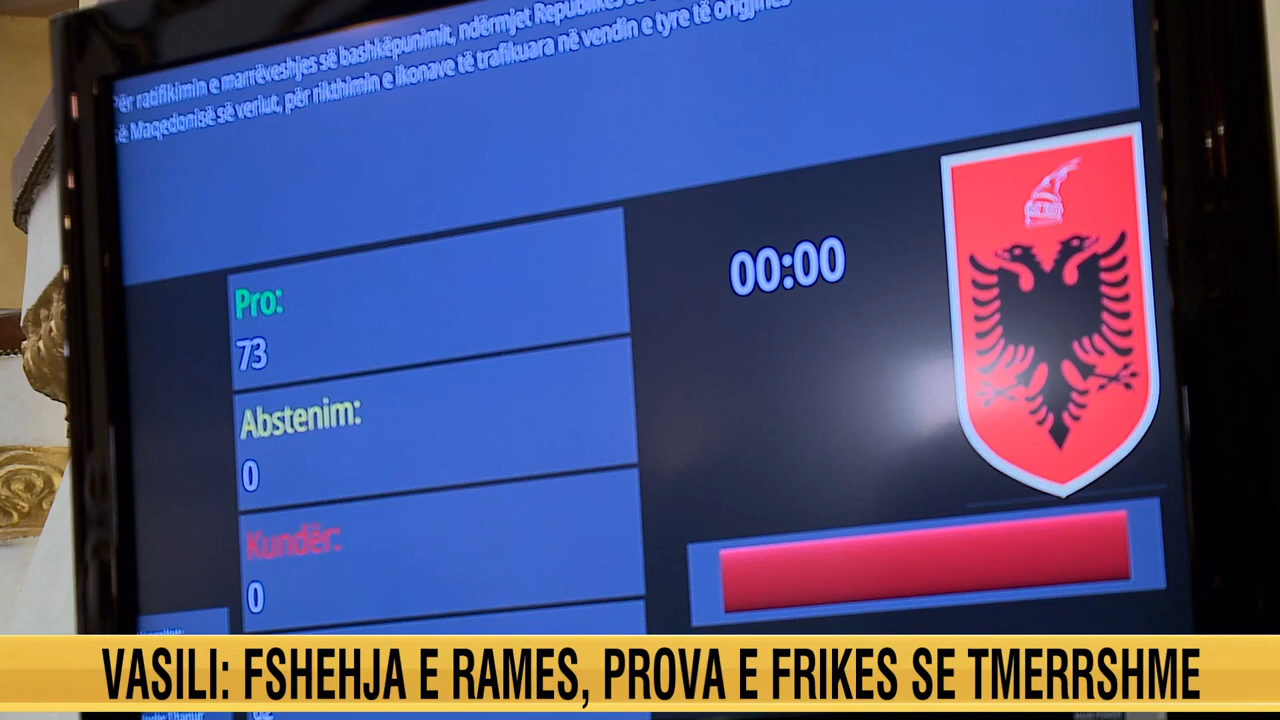 Për ratifikimin e marrëveshjes së bashkëpunimit, ndërmjet Republikës së
së Maqedonisë së veriut, për rikthimin e ikonave të trafikuara në vendin e tyre të origjinës
00:00
Pro:
73
Abstenim:
0
Kundër:
0
VASILI: FSHEHJA E RAMES, PROVA E FRIKES SE TMERRSHME